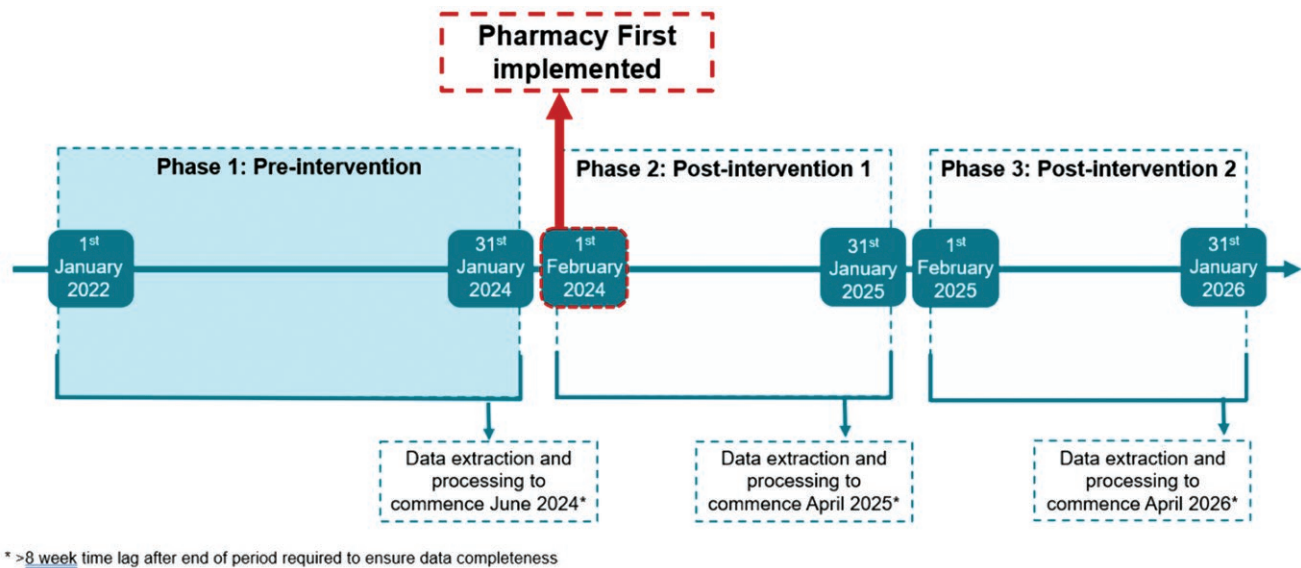 Pharmacy First
implemented
Phase 1: Pre-intervention
Phase 2: Post-intervention 1
Phase 3: Post-intervention 2
1st
January
2022
31st
January
2024
1st
February
2024
31st
January
2025
1st
February
2025
31st
January
2026
Data extraction and
processing to
commence June 2024*
Data extraction and
processing to
commence April 2025*
Data extraction and
processing to
commence April 2026*
* >8 week time lag after end of period required to ensure data completeness